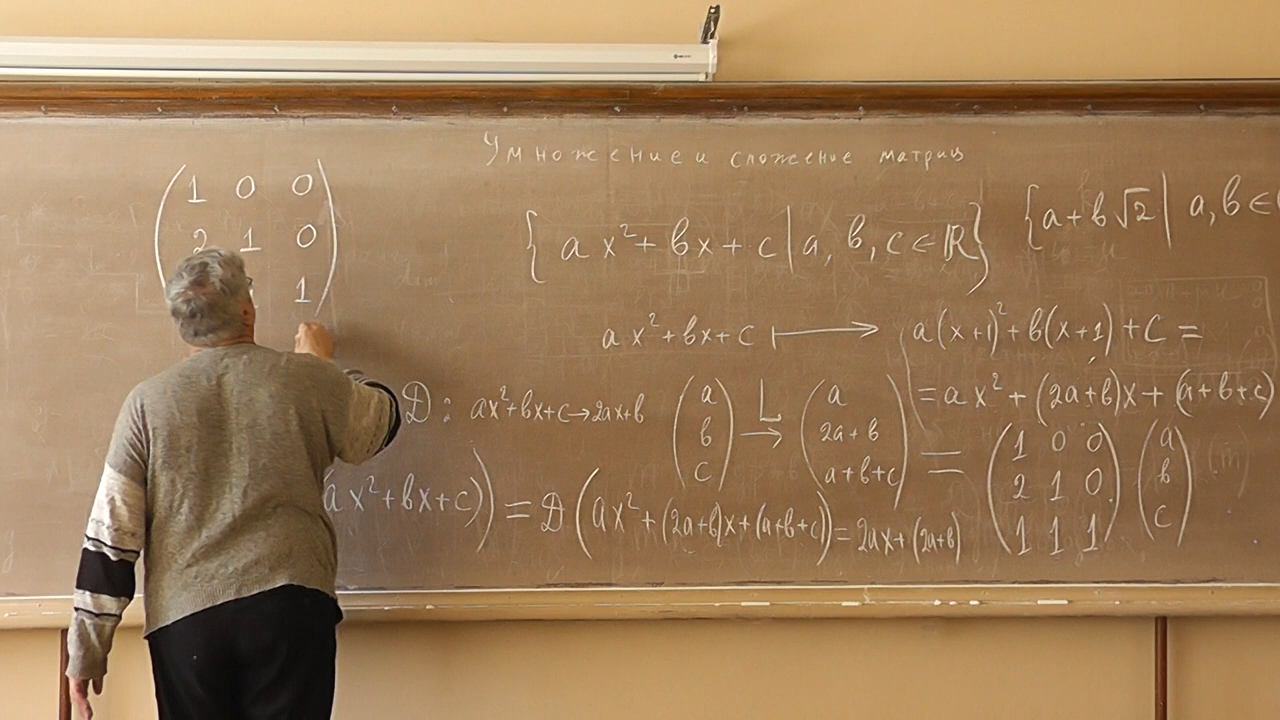 Умножение и сложение матриц
1 0 0
2 1 0
1
{ax²+bx+c | a, b, c ∈ ℝ}
{a+b√2 | a, b ∈
ax²+bx+c ⟼ a(x+1)²+b(x+1)+c =
= ax²+(2a+b)x+(a+b+c)
D: ax²+bx+c→2ax+b
(a b c) L→ (a 2a+b a+b+c) = (1 0 0 2 1 0 1 1 1) (a b c)
ax²+bx+c)) = D(ax²+(2a+b)x+(a+b+c)) = 2ax+(2a+b)